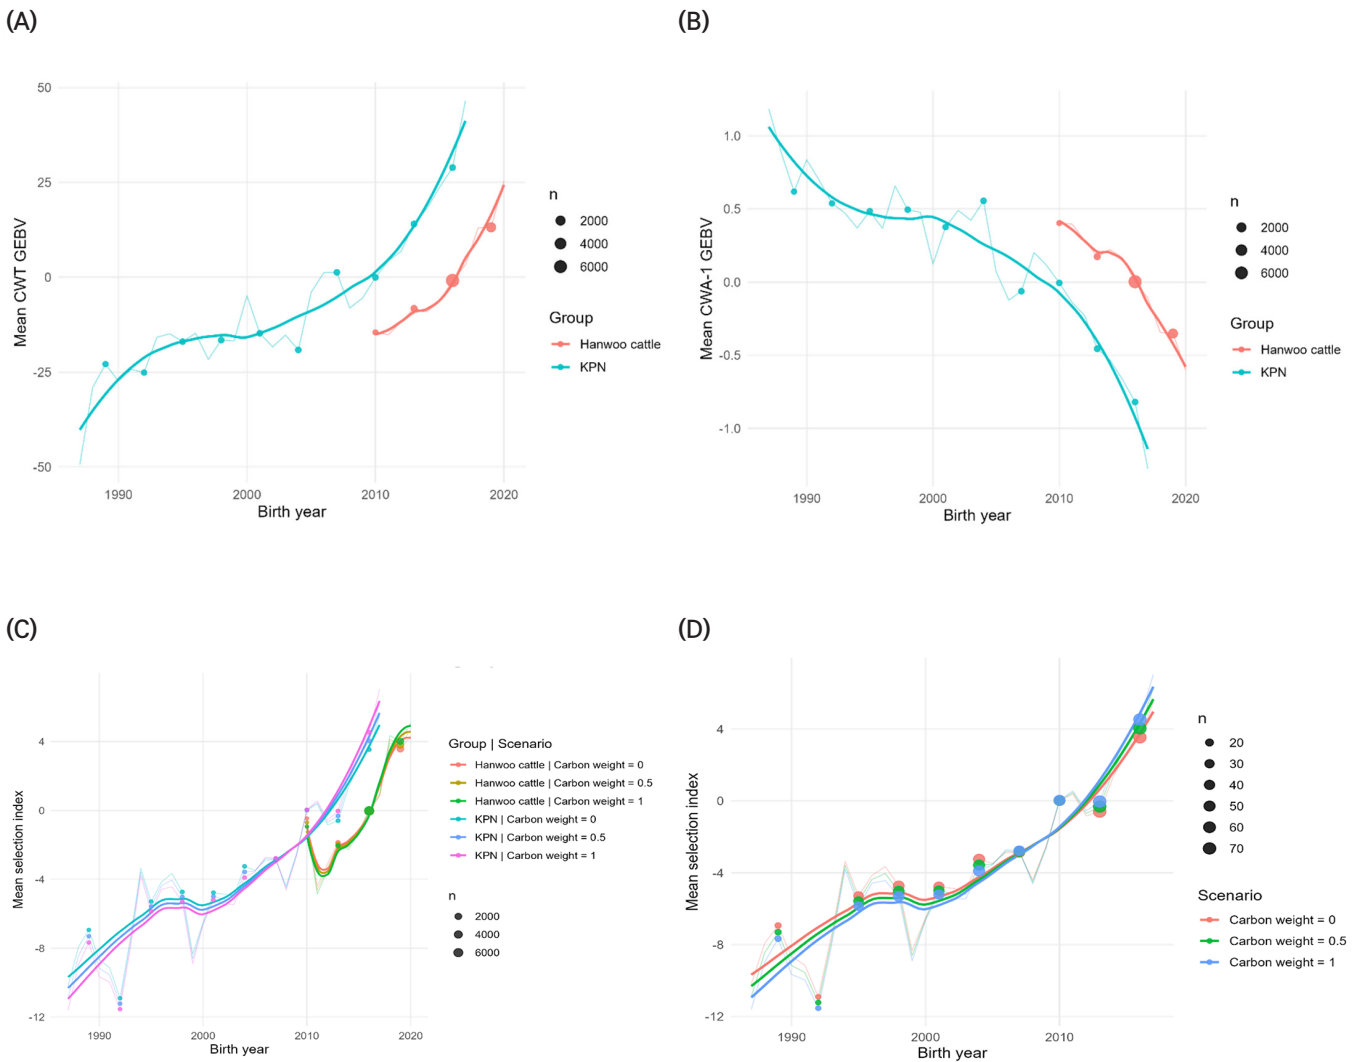 (A)
(B)
50
25
0
-25
-50
Mean CWT GEBV
1990
2000
2010
2020
Birth year
n
2000
4000
6000
Group
Hanwoo cattle
KPN
1.0
0.5
0.0
-0.5
-1.0
Mean CWA-1 GEBV
1990
2000
2010
2020
Birth year
n
2000
4000
6000
Group
Hanwoo cattle
KPN
(C)
(D)
4
0
-4
-8
-12
Mean selection index
1990
2000
2010
2020
Birth year
Group | Scenario
Hanwoo cattle | Carbon weight = 0
Hanwoo cattle | Carbon weight = 0.5
Hanwoo cattle | Carbon weight = 1
KPN | Carbon weight = 0
KPN | Carbon weight = 0.5
KPN | Carbon weight = 1
n
2000
4000
6000
4
0
-4
-8
-12
Mean selection index
1990
2000
2010
Birth year
n
20
30
40
50
60
70
Scenario
Carbon weight = 0
Carbon weight = 0.5
Carbon weight = 1